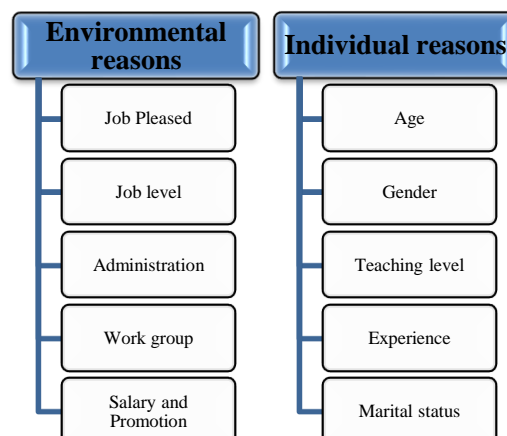 Environmental
reasons
Job Pleased
Job level
Administration
Work group
Salary and
Promotion
Individual reasons
Age
Gender
Teaching level
Experience
Marital status